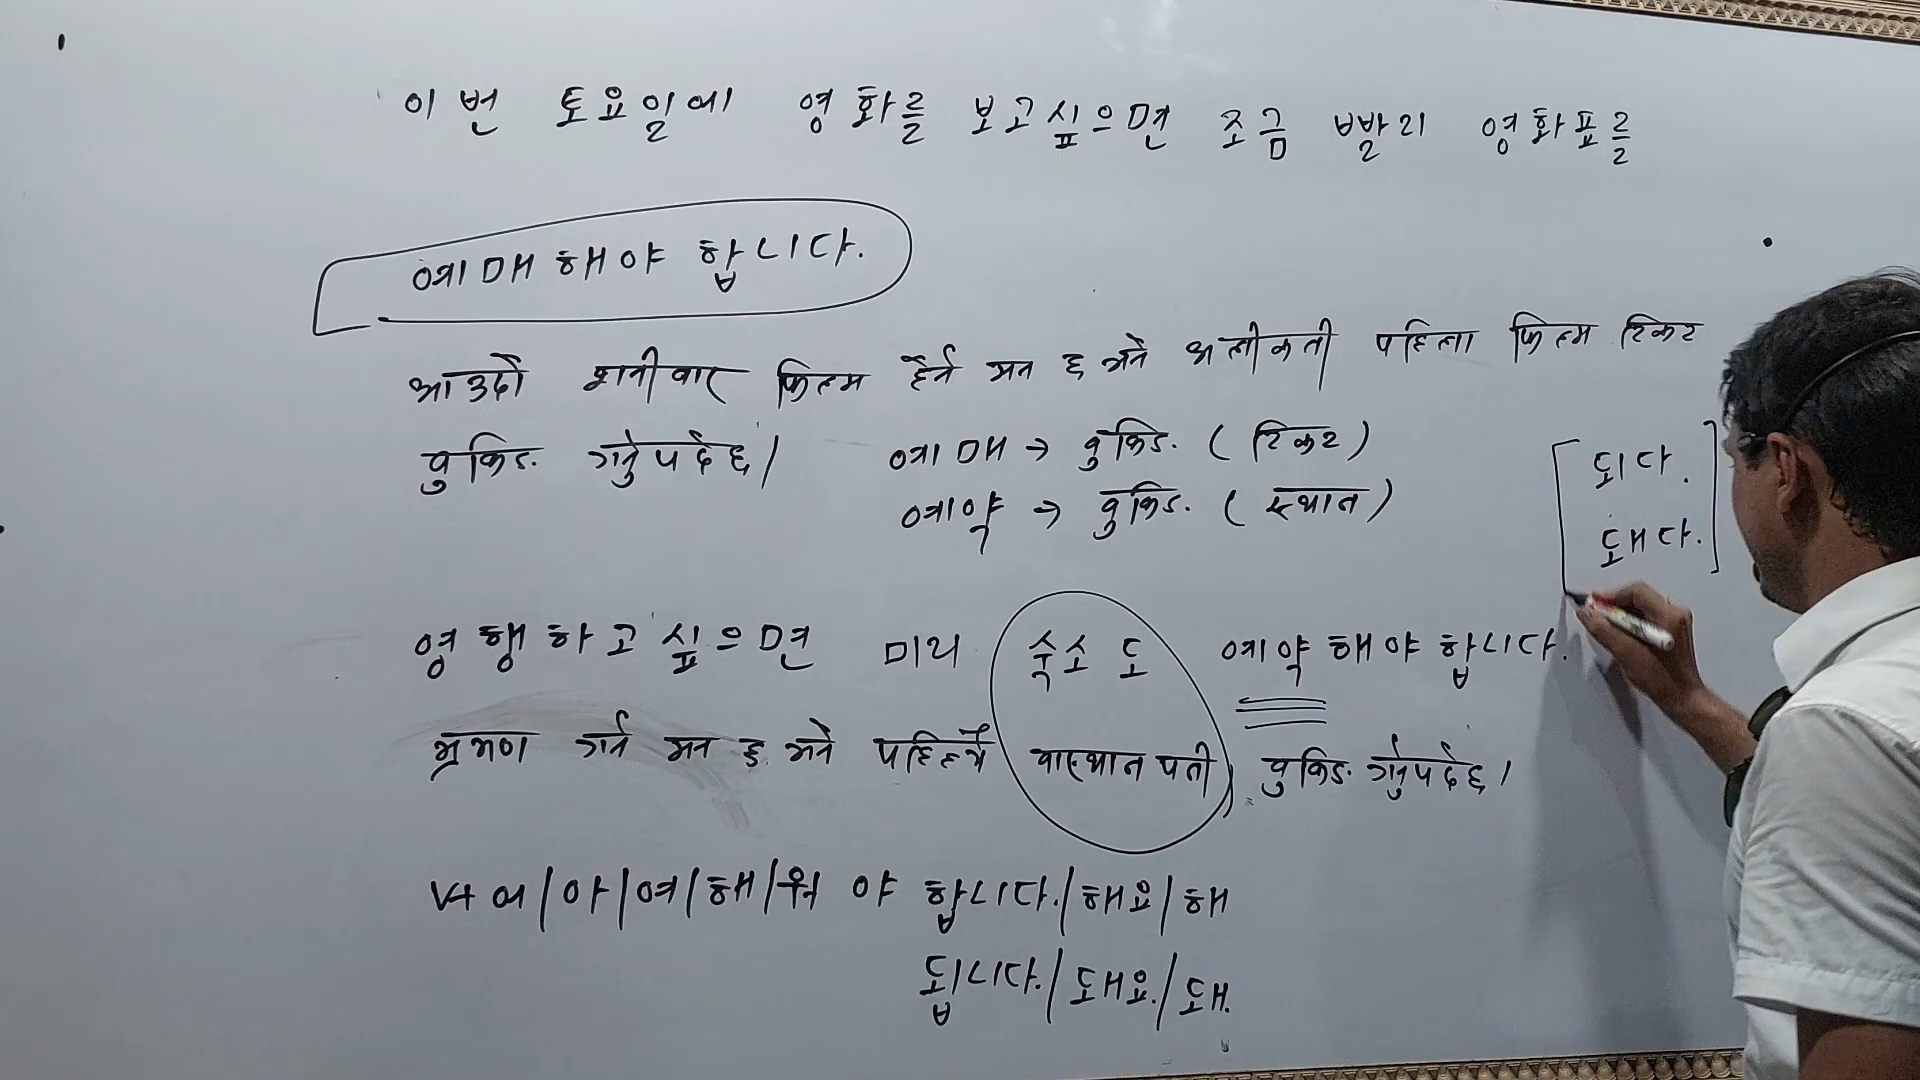 이번 토요일에 영화를 보고싶으면 조금 빨리 영화표를
예매해야 합니다.
आउदो शनीवार फिल्म हेर्न मन छ भने अलीकती पहिला फिल्म टिकट
बुकिङ. गर्नुपर्दछ।
예매 → बुकिङ. (टिकट)
예약 → बुकिङ. (स्थान)
되다.
돼다.
여행하고싶으면 미리 숙소도 예약해야 합니다.
भ्रमण गर्न मन छ भने पहिल्यै वास्थान पनी बुकिङ. गर्नुपर्दछ।
V+ 어/아/여/해/워 야 합니다./해요/해
됩니다./돼요./돼.